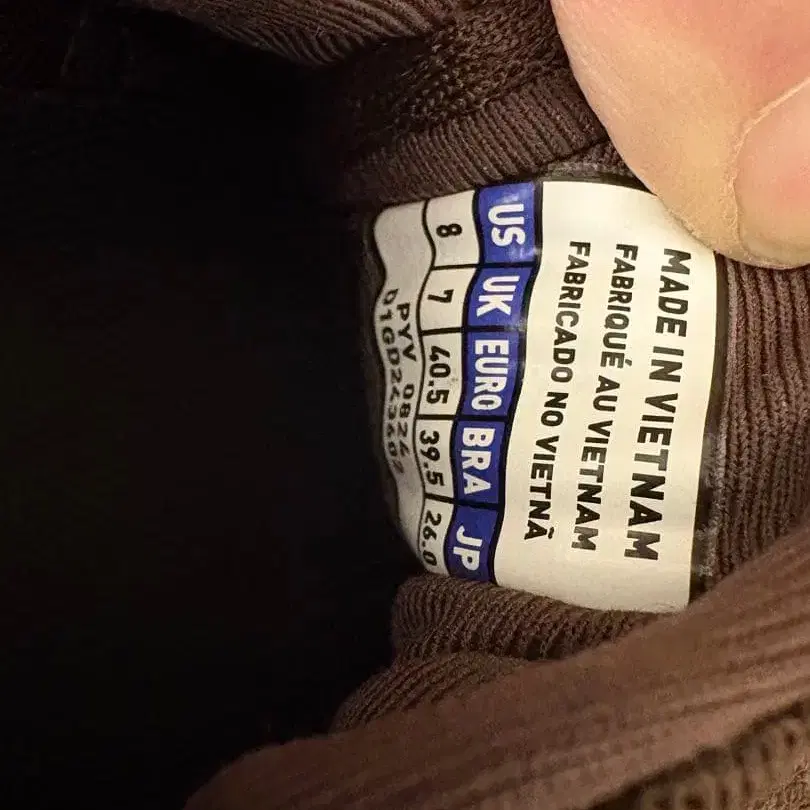 MADE IN VIETNAM
FABRIQUÉ AU VIETNAM
FABRICADO NO VIETNÃ
US UK EURO BRA JP
8 7 40.5 39.5 26.0
PYV 0824